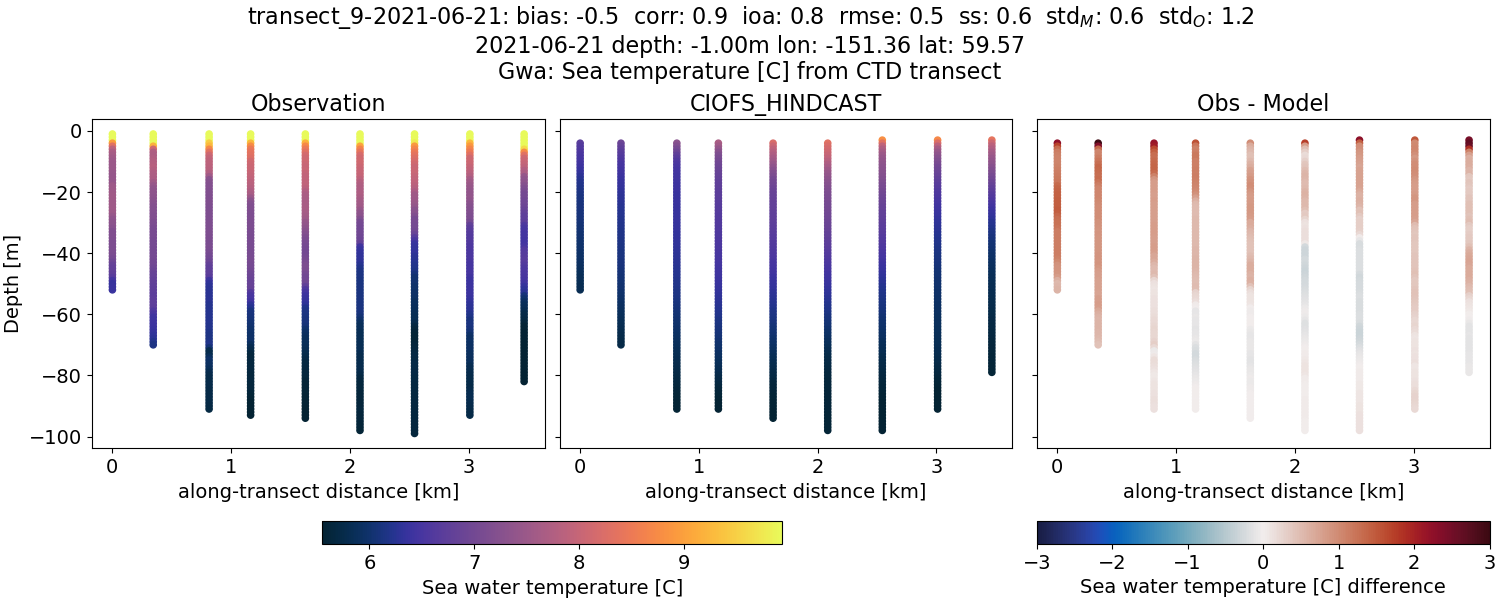 transect_9-2021-06-21: bias: -0.5 corr: 0.9 ioa: 0.8 rmse: 0.5 ss: 0.6 std_M: 0.6 std_O: 1.2
2021-06-21 depth: -1.00m lon: -151.36 lat: 59.57
Gwa: Sea temperature [C] from CTD transect
Observation
CIOFS_HINDCAST
Obs - Model
Depth [m]
0
−20
−40
−60
−80
−100
0 1 2 3
0 1 2 3
0 1 2 3
along-transect distance [km]
along-transect distance [km]
along-transect distance [km]
6 7 8 9
Sea water temperature [C]
−3 −2 −1 0 1 2 3
Sea water temperature [C] difference